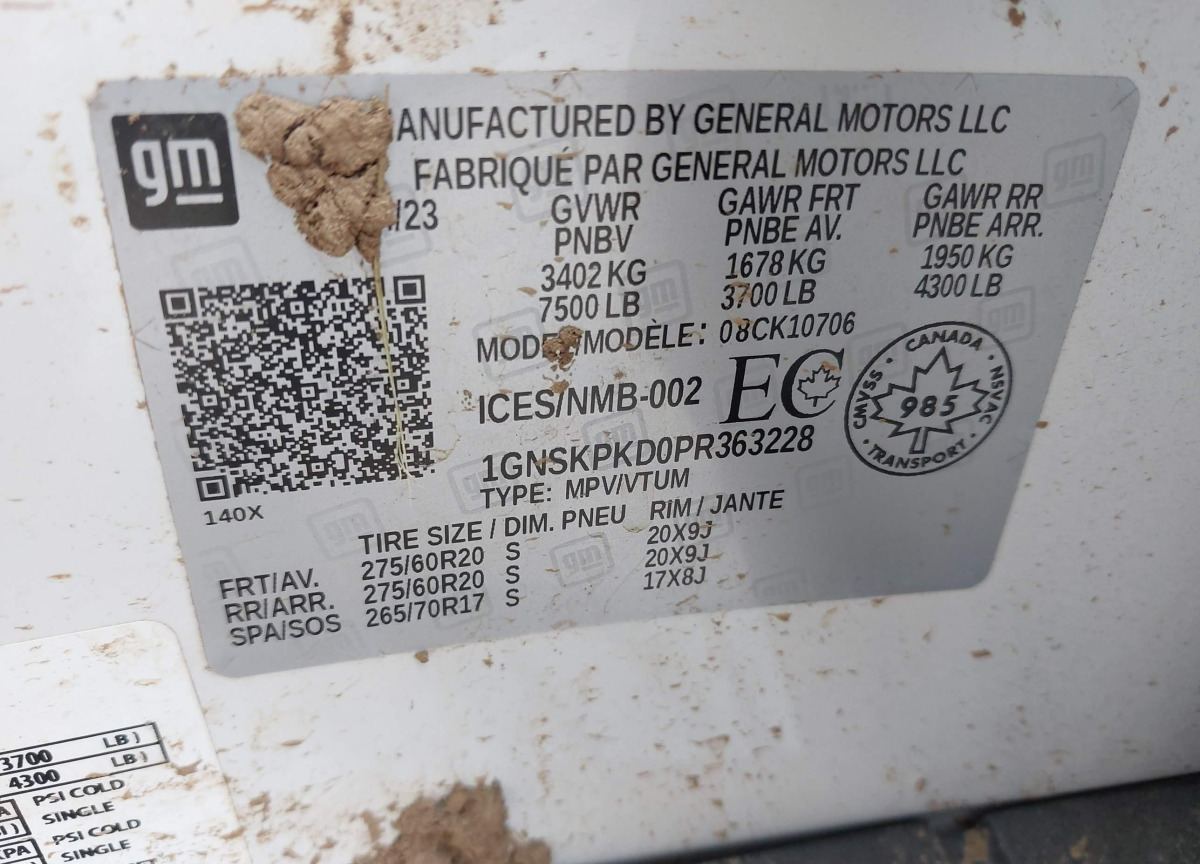 gm
ANUFACTURED BY GENERAL MOTORS LLC
FABRIQUÉ PAR GENERAL MOTORS LLC
/23
GVWR GAWR FRT GAWR RR
PNBV PNBE AV. PNBE ARR.
3402 KG 1678 KG 1950 KG
7500 LB 3700 LB 4300 LB
MODE /MODÈLE: 08CK10706
ICES/NMB-002 EC
CANADA
CMVSS · NSVAC
985
TRANSPORT
1GNSKPKD0PR363228
TYPE: MPV/VTUM
140X
TIRE SIZE / DIM. PNEU RIM / JANTE
FRT/AV. 275/60R20 S 20X9J
RR/ARR. 275/60R20 S 20X9J
SPA/SOS 265/70R17 S 17X8J
3700 LB)
4300 LB)
PSI COLD
SINGLE
PSI COLD
SINGLE